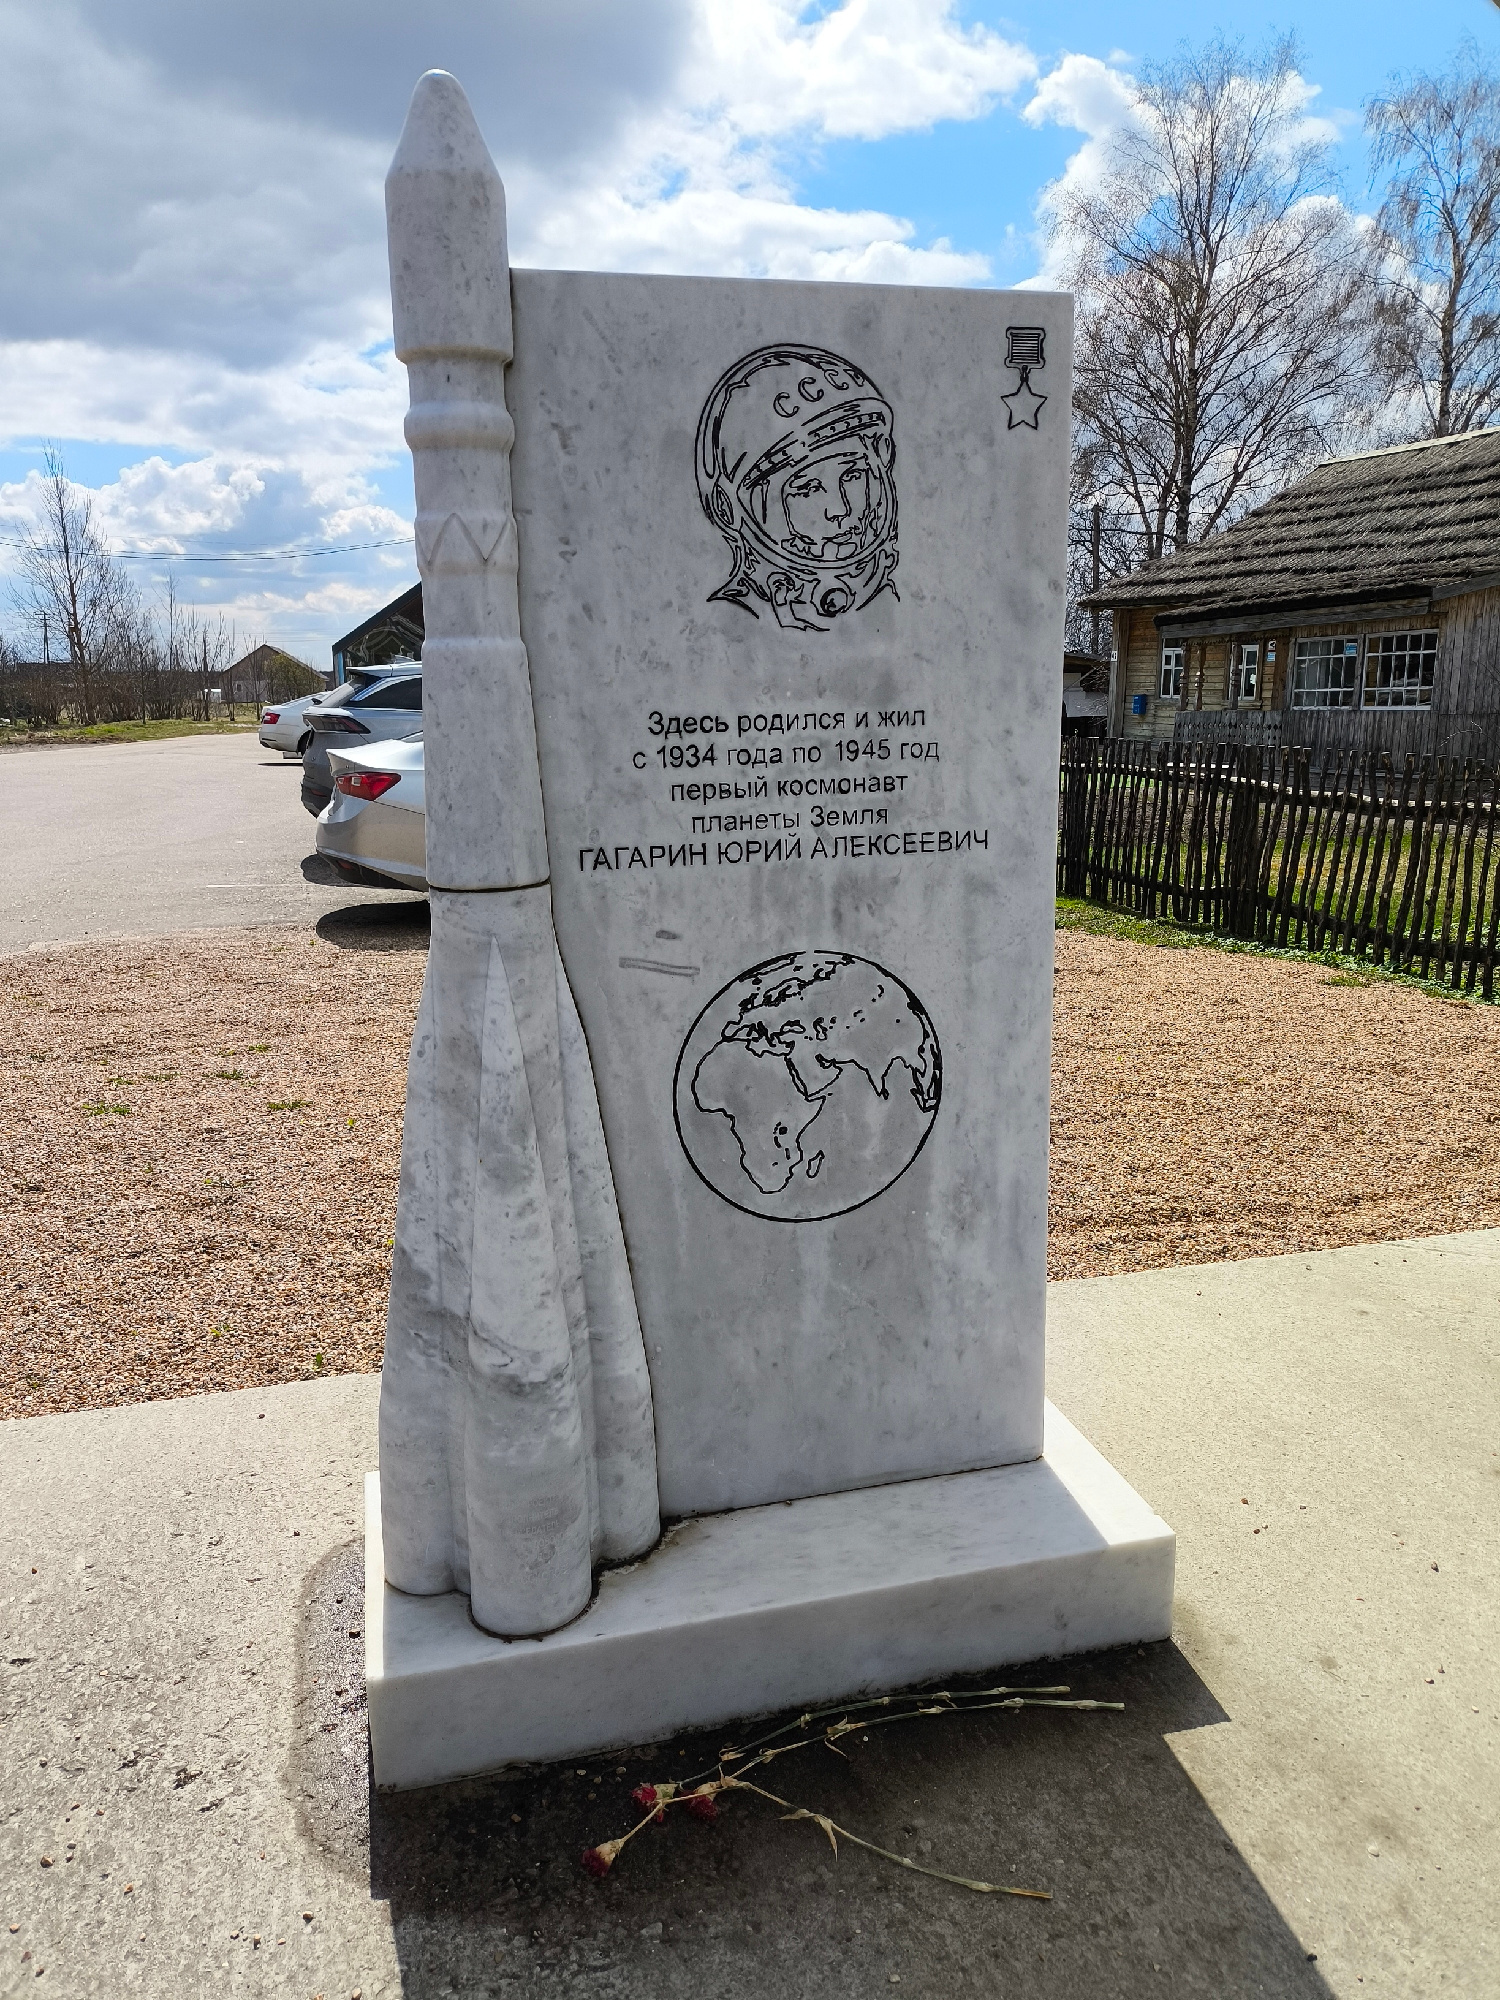 СССР
Здесь родился и жил
с 1934 года по 1945 год
первый космонавт
планеты Земля
ГАГАРИН ЮРИЙ АЛЕКСЕЕВИЧ